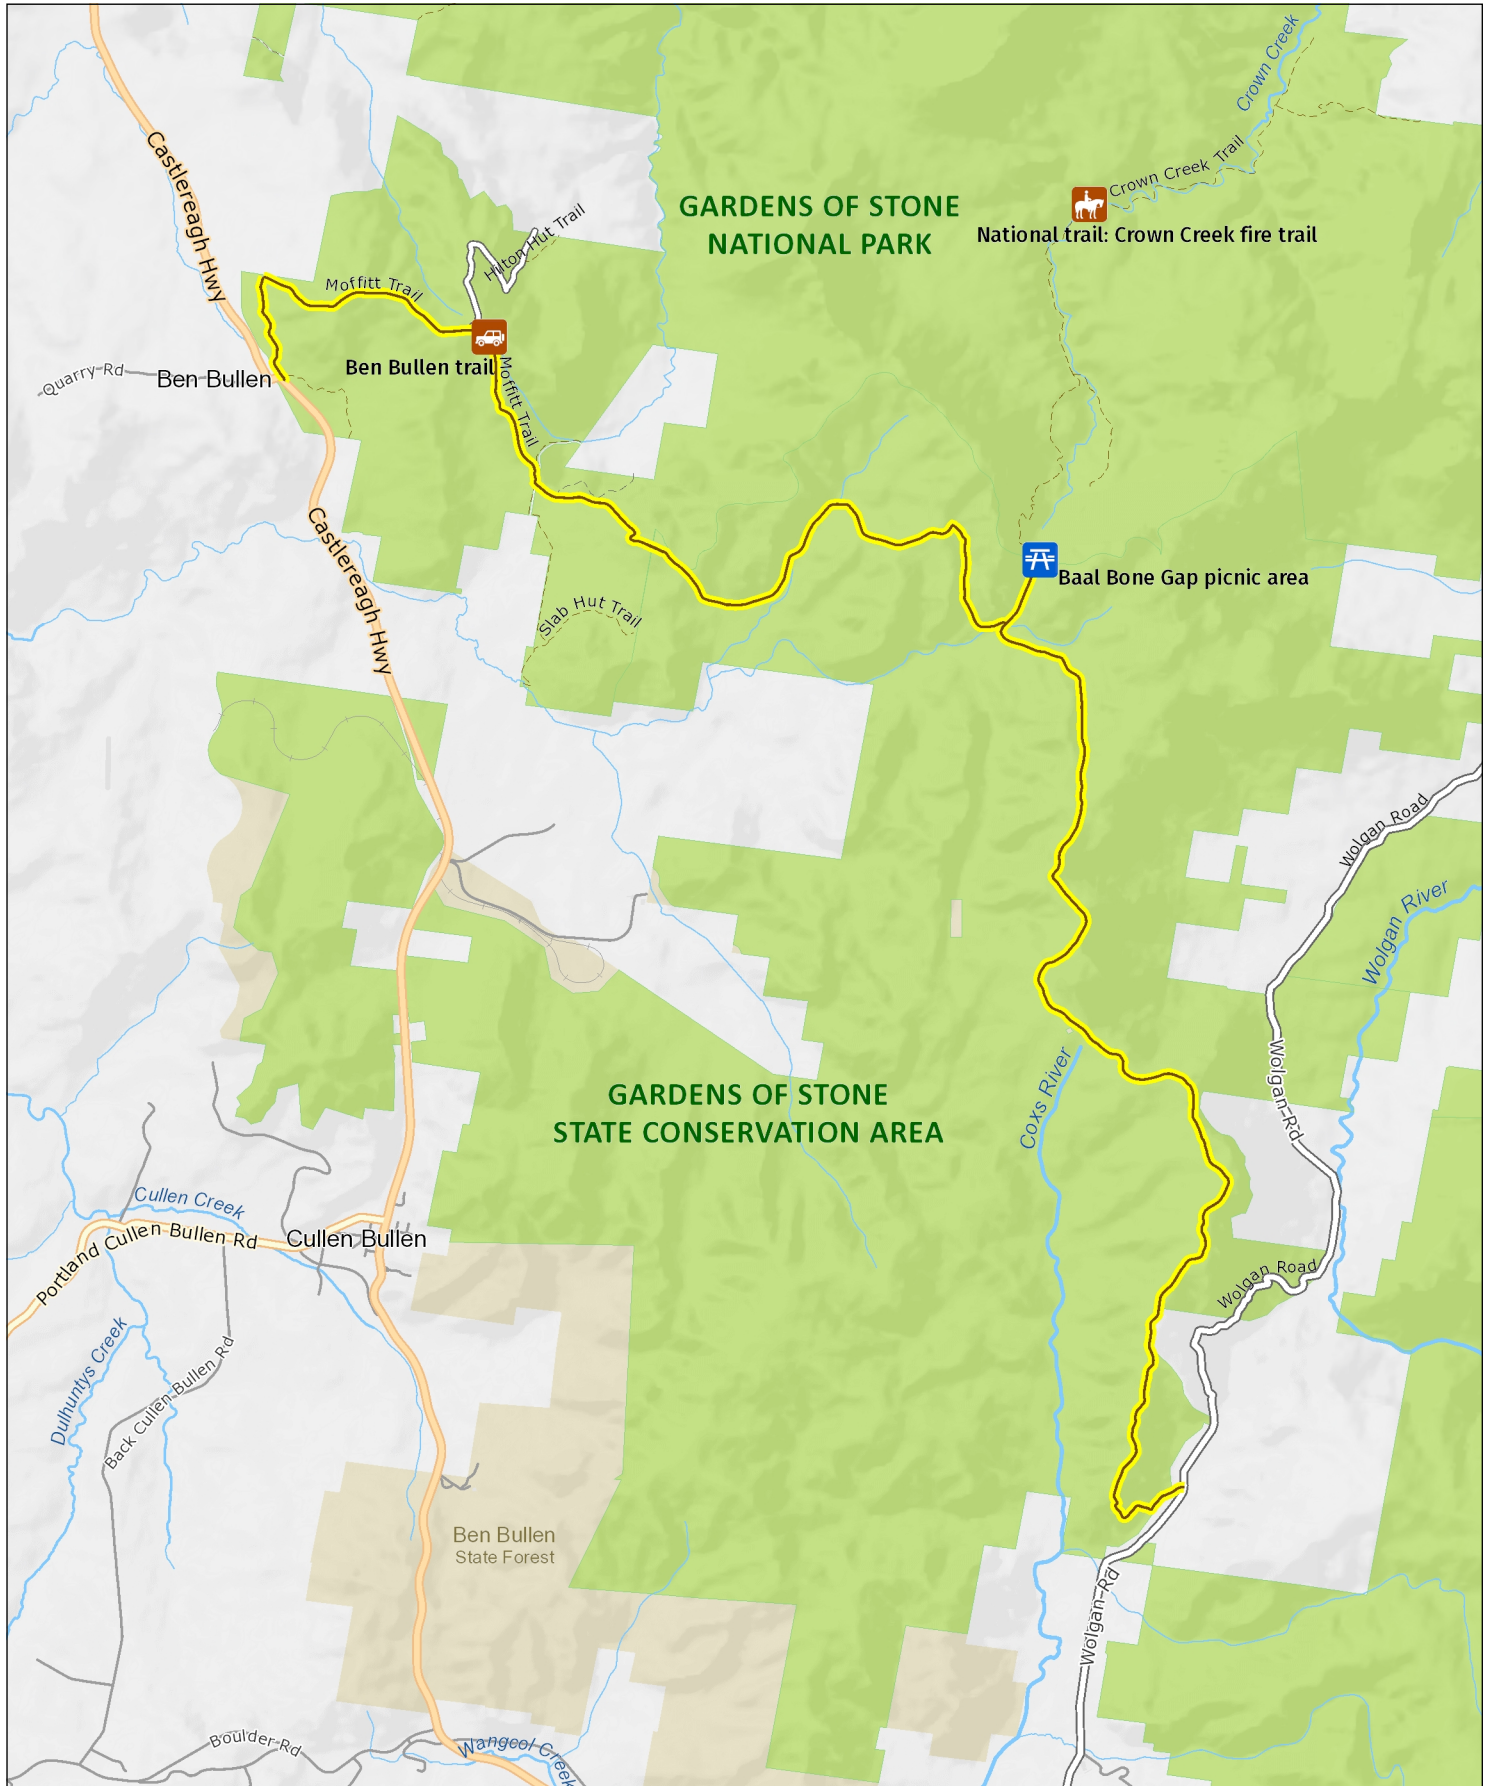 Crown Creek
Castlereagh Hwy
Crown Creek Trail
GARDENS OF STONE
NATIONAL PARK
National trail: Crown Creek fire trail
Hilton Hut Trail
Moffitt Trail
Ben Bullen trail
Moffitt Trail
Quarry Rd
Ben Bullen
Castlereagh Hwy
Baal Bone Gap picnic area
Slab Hut Trail
Wolgan Road
Wolgan River
Wolgan Rd
Coxs River
GARDENS OF STONE
STATE CONSERVATION AREA
Cullen Creek
Portland Cullen Bullen Rd
Cullen Bullen
Wolgan Road
Dulhuntys Creek
Back Cullen Bullen Rd
Ben Bullen
State Forest
Wolgan Rd
Boulder Rd
Wangcol Creek